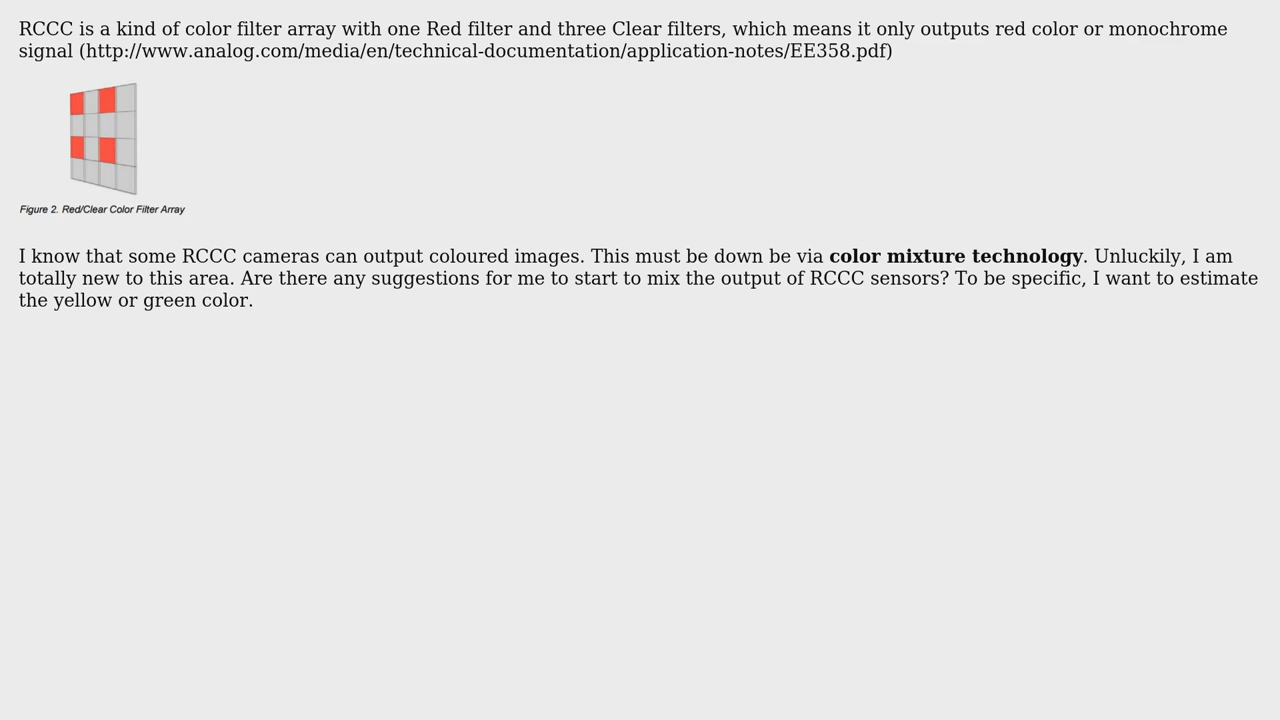 RCCC is a kind of color filter array with one Red filter and three Clear filters, which means it only outputs red color or monochrome
signal (http://www.analog.com/media/en/technical-documentation/application-notes/EE358.pdf)
Figure 2. Red/Clear Color Filter Array
I know that some RCCC cameras can output coloured images. This must be down be via color mixture technology. Unluckily, I am
totally new to this area. Are there any suggestions for me to start to mix the output of RCCC sensors? To be specific, I want to estimate
the yellow or green color.